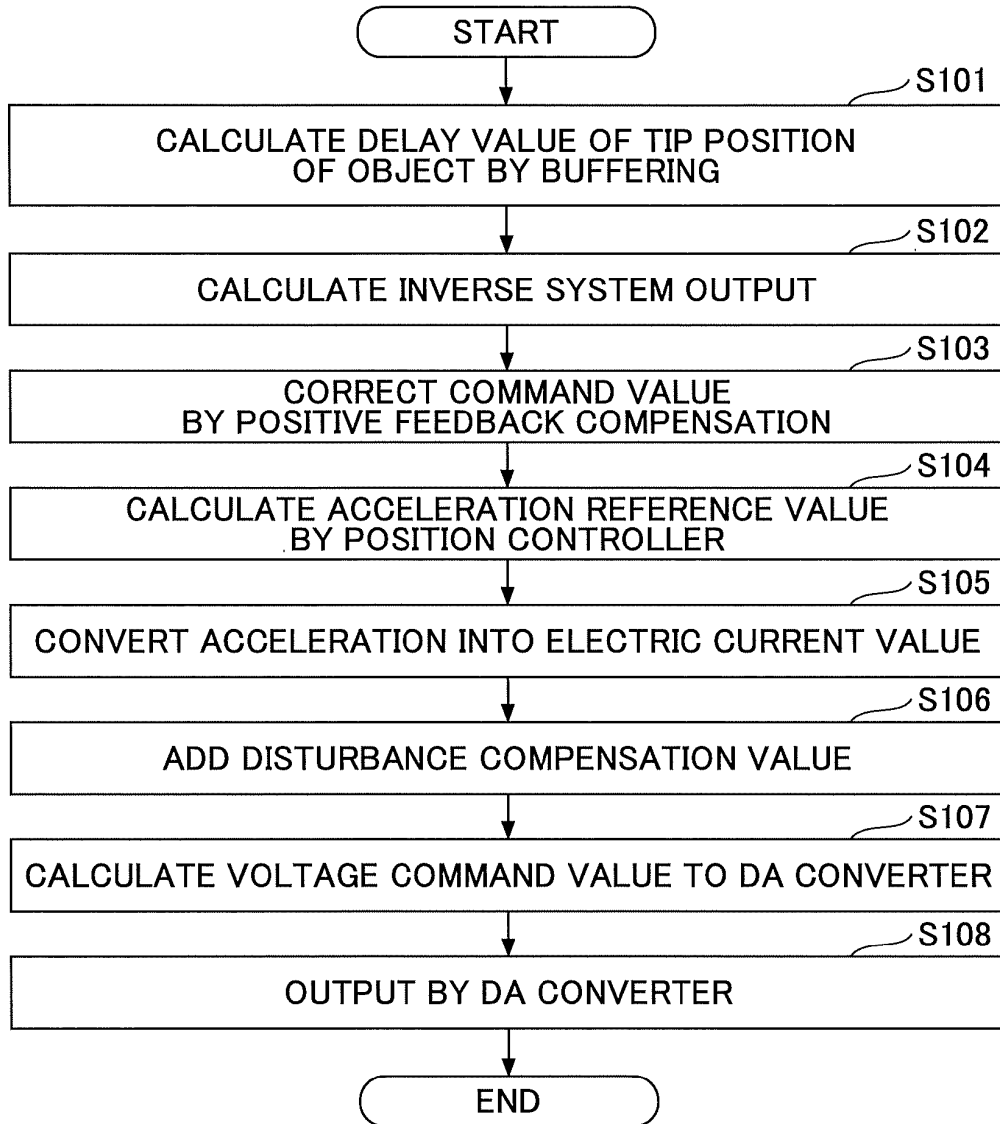 START
S101
CALCULATE DELAY VALUE OF TIP POSITION
OF OBJECT BY BUFFERING
S102
CALCULATE INVERSE SYSTEM OUTPUT
S103
CORRECT COMMAND VALUE
BY POSITIVE FEEDBACK COMPENSATION
S104
CALCULATE ACCELERATION REFERENCE VALUE
BY POSITION CONTROLLER
S105
CONVERT ACCELERATION INTO ELECTRIC CURRENT VALUE
S106
ADD DISTURBANCE COMPENSATION VALUE
S107
CALCULATE VOLTAGE COMMAND VALUE TO DA CONVERTER
S108
OUTPUT BY DA CONVERTER
END